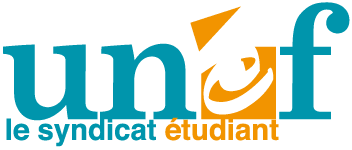 unef
le syndicat étudiant